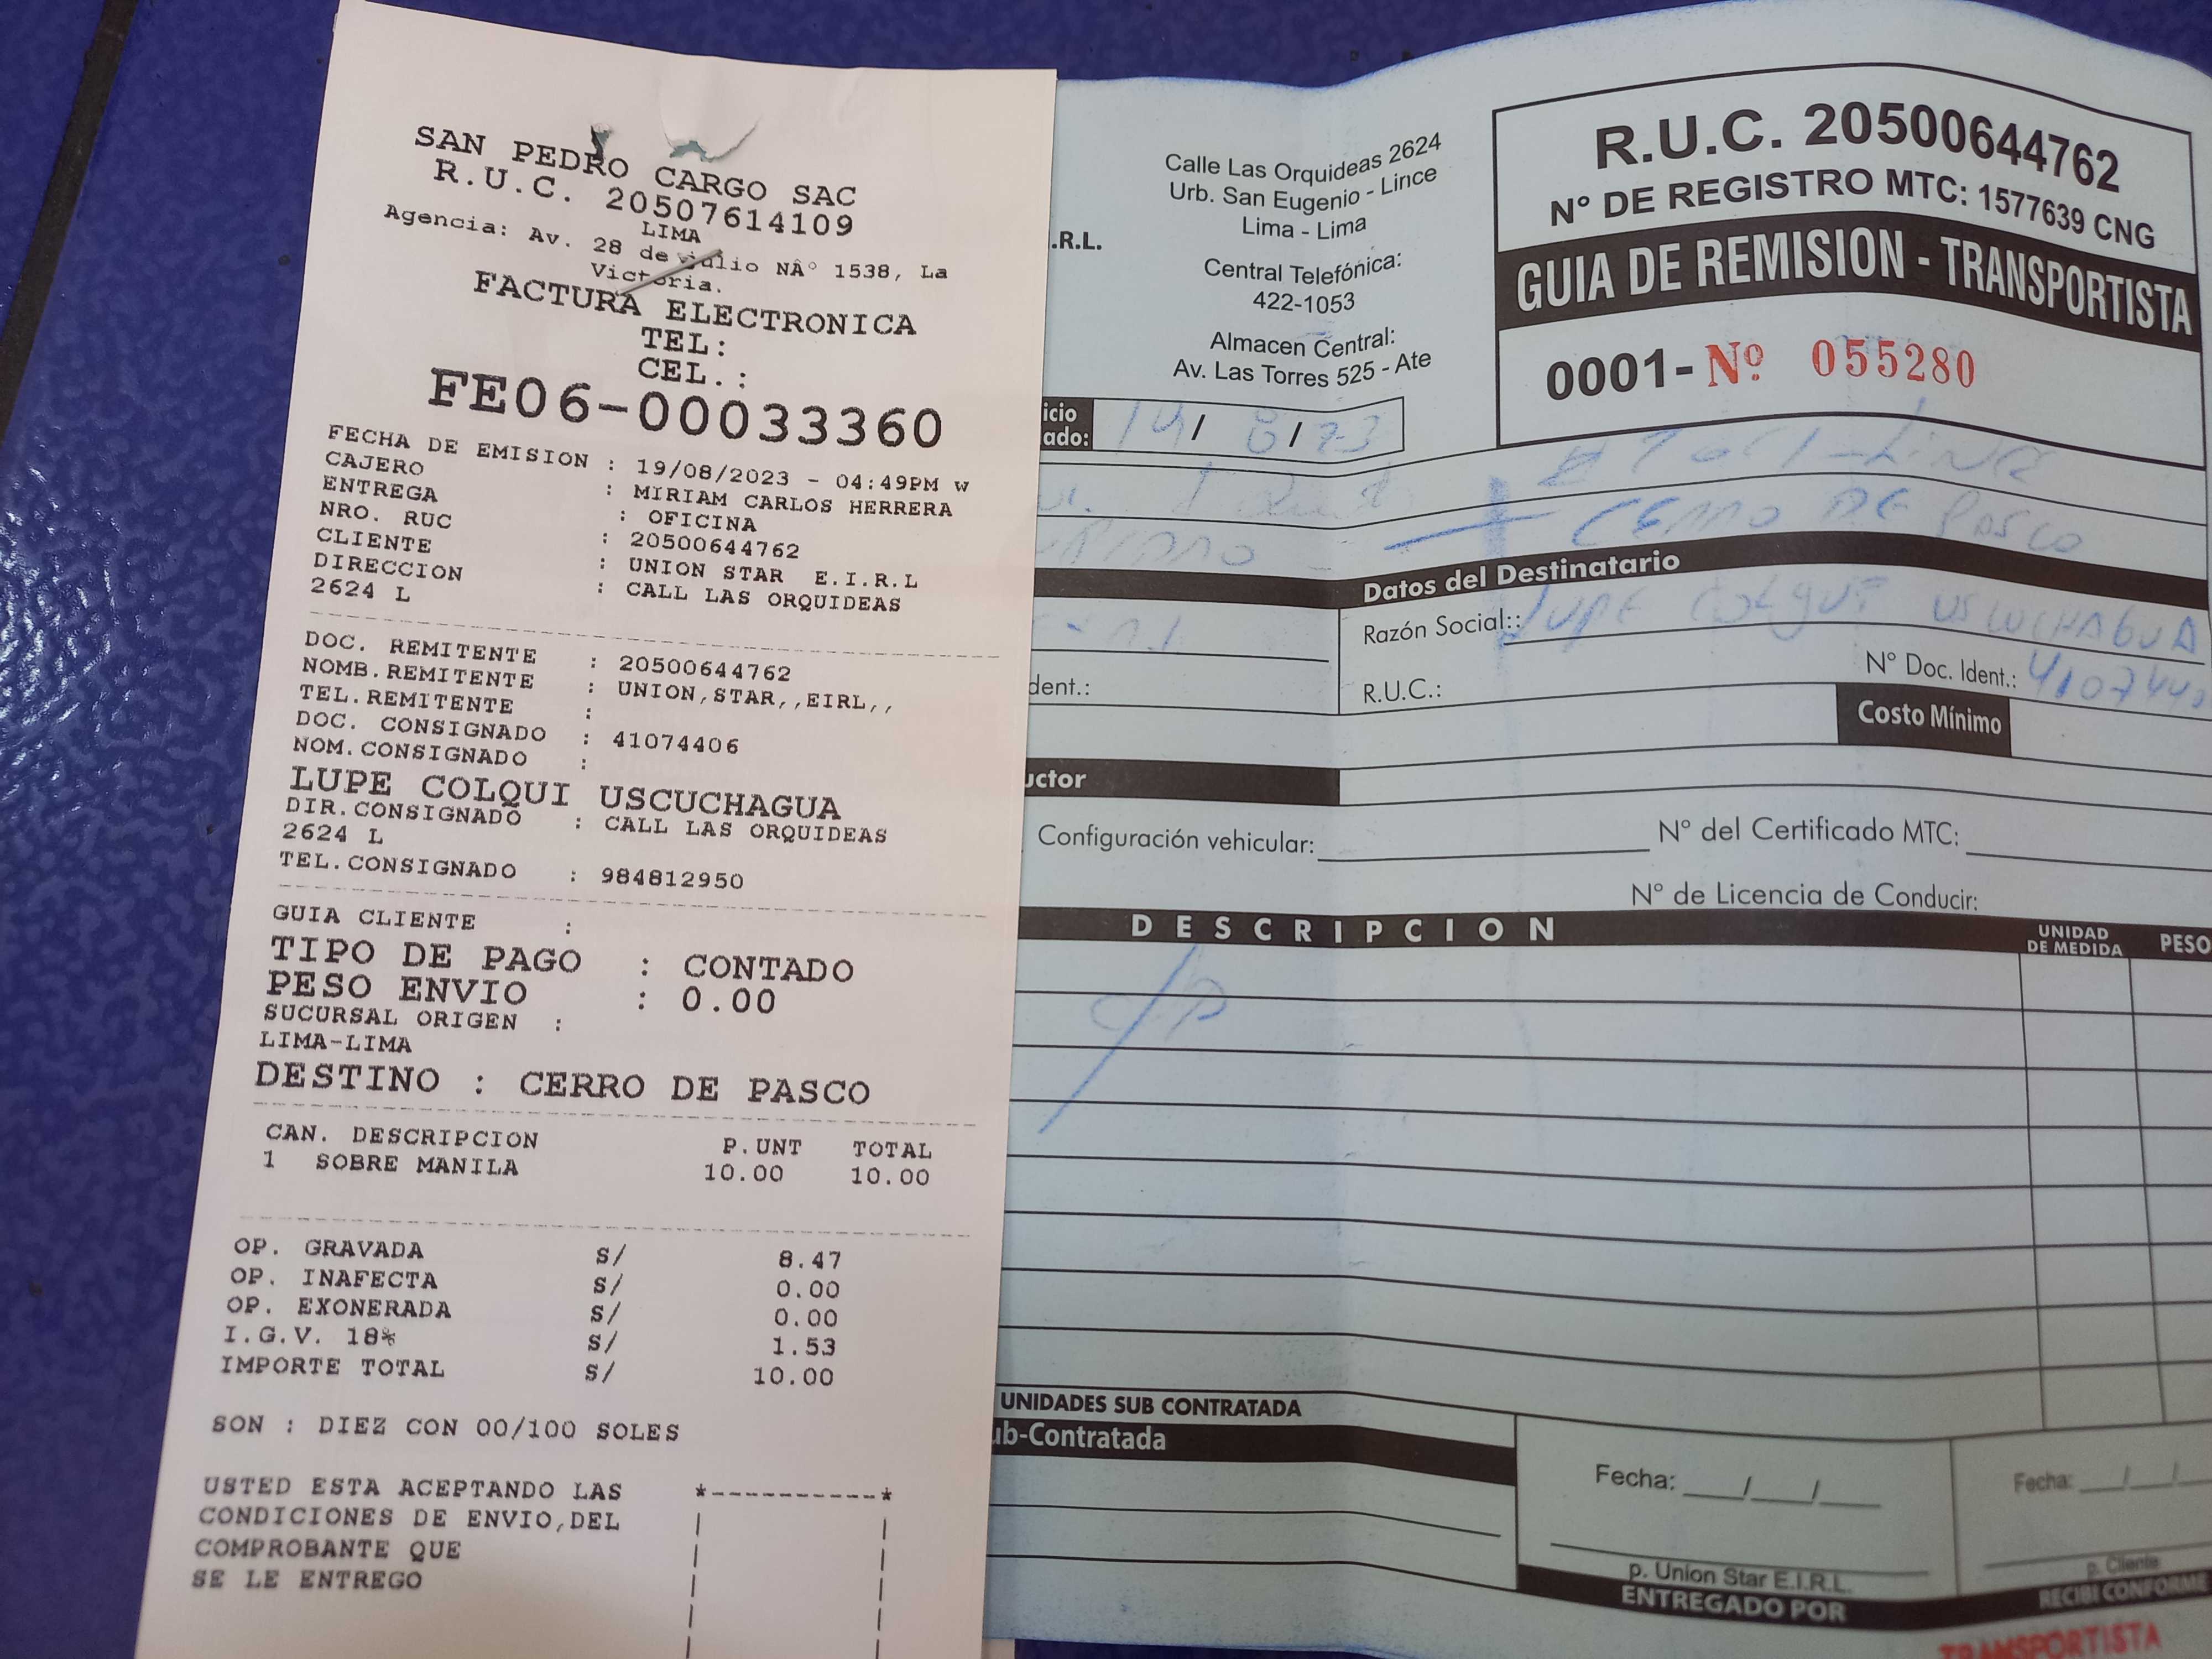 SAN PEDRO CARGO SAC
R.U.C. 20507614109
LIMA
Agencia: Av. 28 de julio NÂº 1538, La
Victoria.
FACTURA ELECTRONICA
TEL:
CEL.:
FE06-00033360
FECHA DE EMISION : 19/08/2023 - 04:49PM W
CAJERO : MIRIAM CARLOS HERRERA
ENTREGA : OFICINA
NRO. RUC : 20500644762
CLIENTE : UNION STAR E.I.R.L
DIRECCION : CALL LAS ORQUIDEAS
2624 L
DOC. REMITENTE : 20500644762
NOMB.REMITENTE : UNION,STAR,,EIRL,,
TEL.REMITENTE :
DOC. CONSIGNADO : 41074406
NOM.CONSIGNADO :
LUPE COLQUI USCUCHAGUA
DIR.CONSIGNADO : CALL LAS ORQUIDEAS
2624 L
TEL.CONSIGNADO : 984812950
GUIA CLIENTE :
TIPO DE PAGO : CONTADO
PESO ENVIO : 0.00
SUCURSAL ORIGEN :
LIMA-LIMA
DESTINO : CERRO DE PASCO
CAN. DESCRIPCION P.UNT TOTAL
1 SOBRE MANILA 10.00 10.00
OP. GRAVADA S/ 8.47
OP. INAFECTA S/ 0.00
OP. EXONERADA S/ 0.00
I.G.V. 18% S/ 1.53
IMPORTE TOTAL S/ 10.00
SON : DIEZ CON 00/100 SOLES
USTED ESTA ACEPTANDO LAS
CONDICIONES DE ENVIO,DEL
COMPROBANTE QUE
SE LE ENTREGO
.R.L.
Calle Las Orquideas 2624
Urb. San Eugenio - Lince
Lima - Lima
Central Telefónica:
422-1053
Almacen Central:
Av. Las Torres 525 - Ate
R.U.C. 20500644762
N° DE REGISTRO MTC: 1577639 CNG
GUIA DE REMISION - TRANSPORTISTA
0001- Nº 055280
icio
ado:
CERRO DE PASCO
Datos del Destinatario
Razón Social:: LUPE COLQUI USCUCHAGUA
dent.:
R.U.C.: N° Doc. Ident.: 4107440
Costo Mínimo
uctor
Configuración vehicular: N° del Certificado MTC:
N° de Licencia de Conducir:
DESCRIPCION UNIDAD DE MEDIDA PESO
UNIDADES SUB CONTRATADA
ub-Contratada
Fecha: / / Fecha: / /
p. Union Star E.I.R.L. p. Cliente
ENTREGADO POR RECIBI CONFORME
TRANSPORTISTA